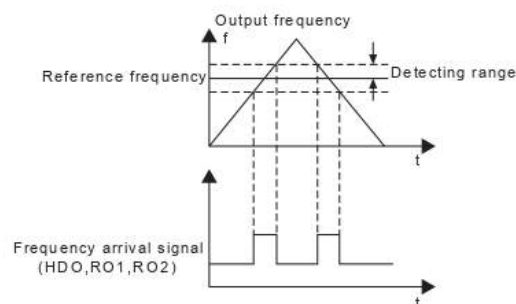 Output frequency
f
Reference frequency
Detecting range
t
Frequency arrival signal
(HDO,RO1,RO2)
t